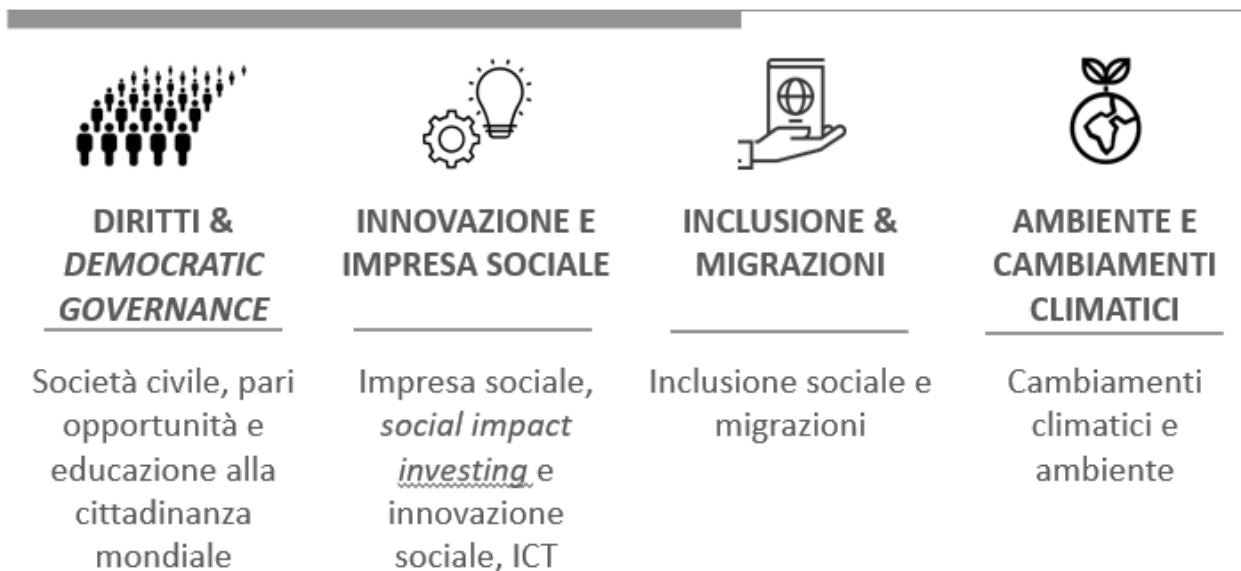 DIRITTI &
DEMOCRATIC
GOVERNANCE
Società civile, pari
opportunità e
educazione alla
cittadinanza
mondiale
INNOVAZIONE E
IMPRESA SOCIALE
Impresa sociale,
social impact
investing e
innovazione
sociale, ICT
INCLUSIONE &
MIGRAZIONI
Inclusione sociale e
migrazioni
AMBIENTE E
CAMBIAMENTI
CLIMATICI
Cambiamenti
climatici e
ambiente